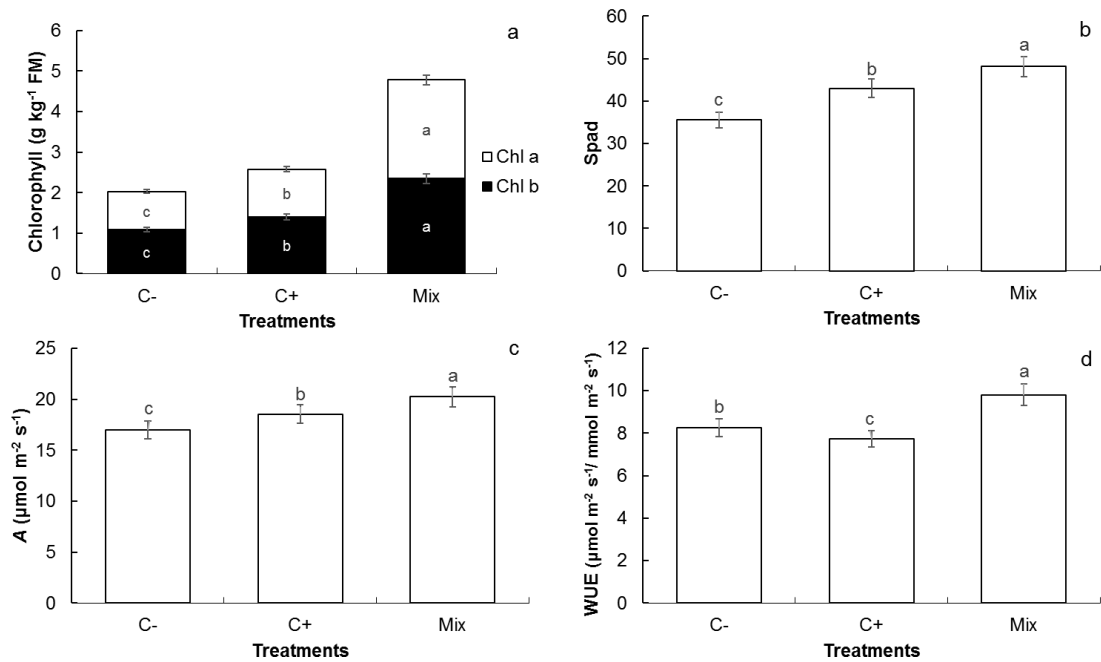 a
Chlorophyll (g kg⁻¹ FM)
6
5
4
3
2
1
0
c
c
b
b
a
a
Chl a
Chl b
C-
C+
Mix
Treatments
b
Spad
60
50
40
30
20
10
0
c
b
a
C-
C+
Mix
Treatments
c
A (µmol m⁻² s⁻¹)
25
20
15
10
5
0
c
b
a
C-
C+
Mix
Treatments
d
WUE (µmol m⁻² s⁻¹/ mmol m⁻² s⁻¹)
12
10
8
6
4
2
0
b
c
a
C-
C+
Mix
Treatments